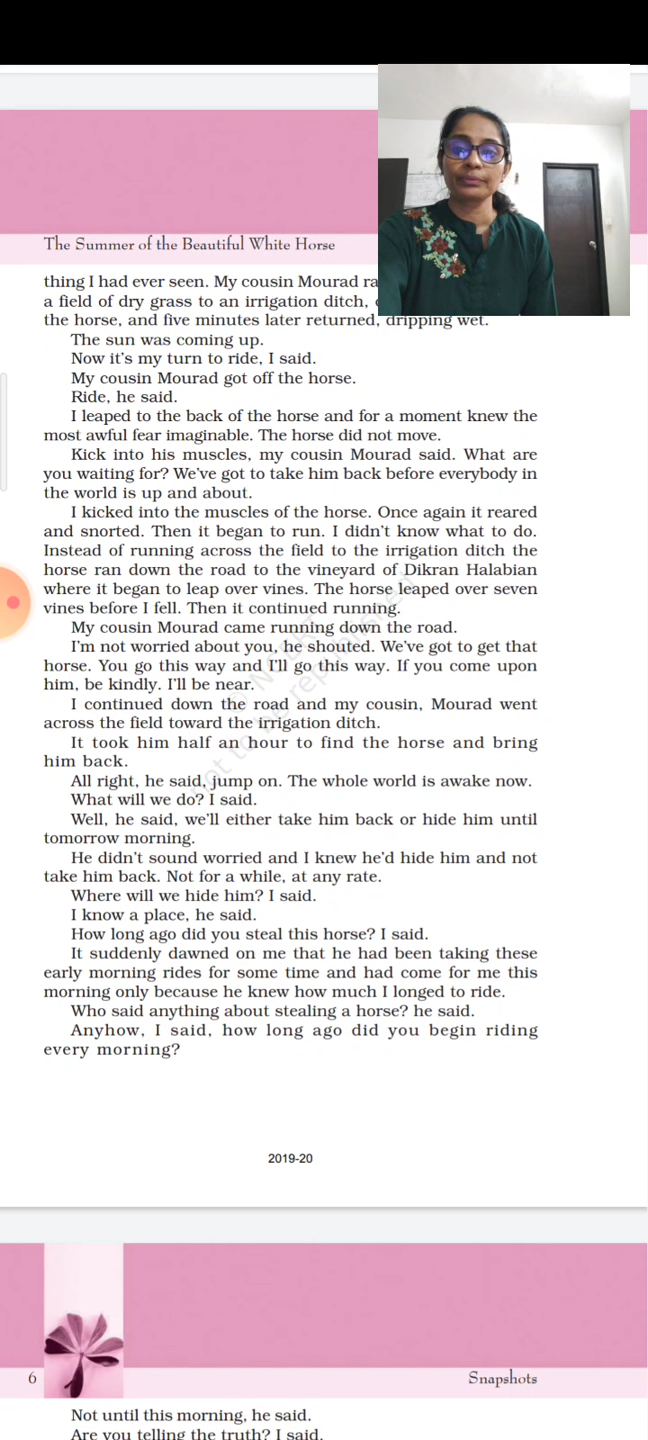 The Summer of the Beautiful White Horse
thing I had ever seen. My cousin Mourad
a field of dry grass to an irrigation ditch,
the horse, and five minutes later returned, dripping wet.
The sun was coming up.
Now it's my turn to ride, I said.
My cousin Mourad got off the horse.
Ride, he said.
I leaped to the back of the horse and for a moment knew the
most awful fear imaginable. The horse did not move.
Kick into his muscles, my cousin Mourad said. What are
you waiting for? We've got to take him back before everybody in
the world is up and about.
I kicked into the muscles of the horse. Once again it reared
and snorted. Then it began to run. I didn't know what to do.
Instead of running across the field to the irrigation ditch the
horse ran down the road to the vineyard of Dikran Halabian
where it began to leap over vines. The horse leaped over seven
vines before I fell. Then it continued running.
My cousin Mourad came running down the road.
I'm not worried about you, he shouted. We've got to get that
horse. You go this way and I'll go this way. If you come upon
him, be kindly. I'll be near.
I continued down the road and my cousin, Mourad went
across the field toward the irrigation ditch.
It took him half an hour to find the horse and bring
him back.
All right, he said, jump on. The whole world is awake now.
What will we do? I said.
Well, he said, we'll either take him back or hide him until
tomorrow morning.
He didn't sound worried and I knew he'd hide him and not
take him back. Not for a while, at any rate.
Where will we hide him? I said.
I know a place, he said.
How long ago did you steal this horse? I said.
It suddenly dawned on me that he had been taking these
early morning rides for some time and had come for me this
morning only because he knew how much I longed to ride.
Who said anything about stealing a horse? he said.
Anyhow, I said, how long ago did you begin riding
every morning?
© NCERT
not to be republished
2019-20
6
Snapshots
Not until this morning, he said.
Are you telling the truth? I said.